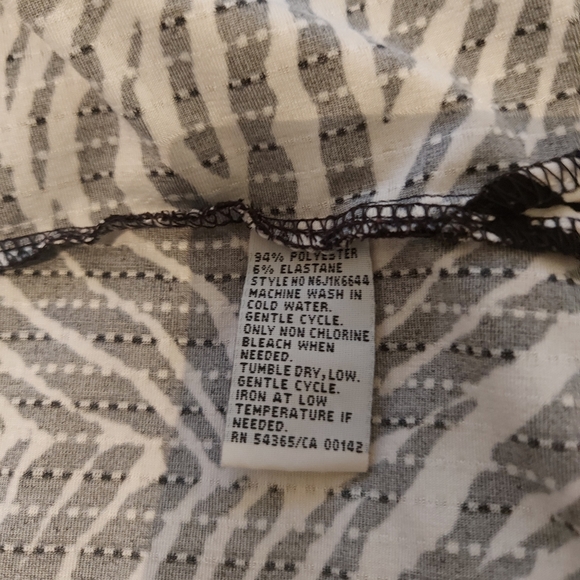 94% POLYESTER
6% ELASTANE
STYLE NO N6J1K6644
MACHINE WASH IN
COLD WATER.
GENTLE CYCLE.
ONLY NON CHLORINE
BLEACH WHEN
NEEDED.
TUMBLE DRY, LOW.
GENTLE CYCLE.
IRON AT LOW
TEMPERATURE IF
NEEDED.
RN 54365/CA 00142